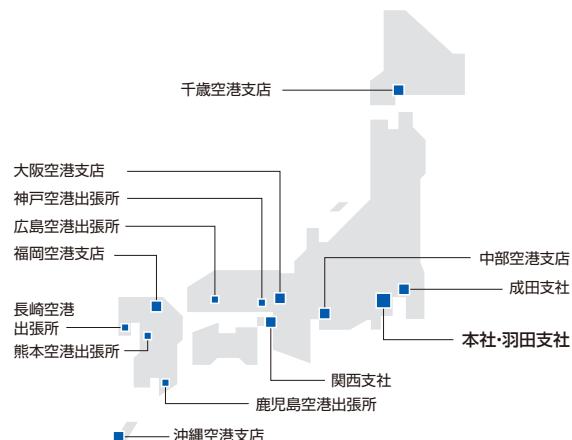 千歳空港支店
大阪空港支店
神戸空港出張所
広島空港出張所
福岡空港支店
長崎空港
出張所
熊本空港出張所
中部空港支店
成田支社
本社・羽田支社
関西支社
鹿児島空港出張所
沖縄空港支店